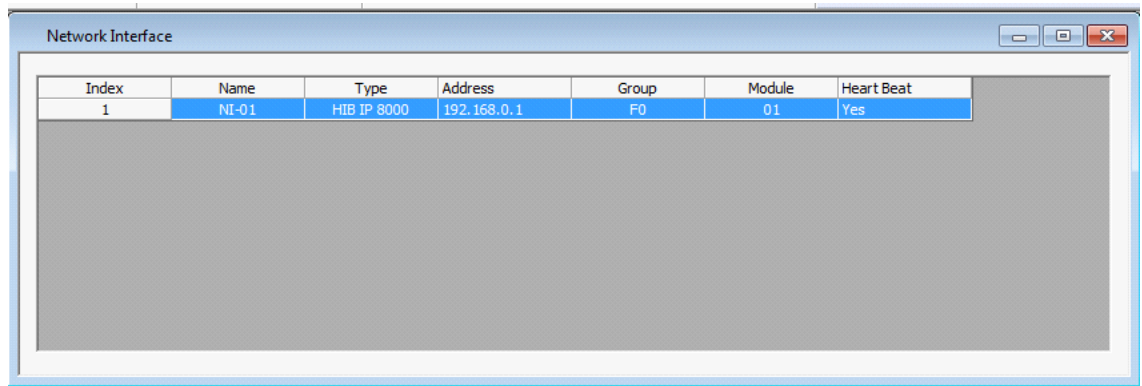 Network Interface
Index Name Type Address Group Module Heart Beat
1 NI-01 HIB IP 8000 192.168.0.1 F0 01 Yes